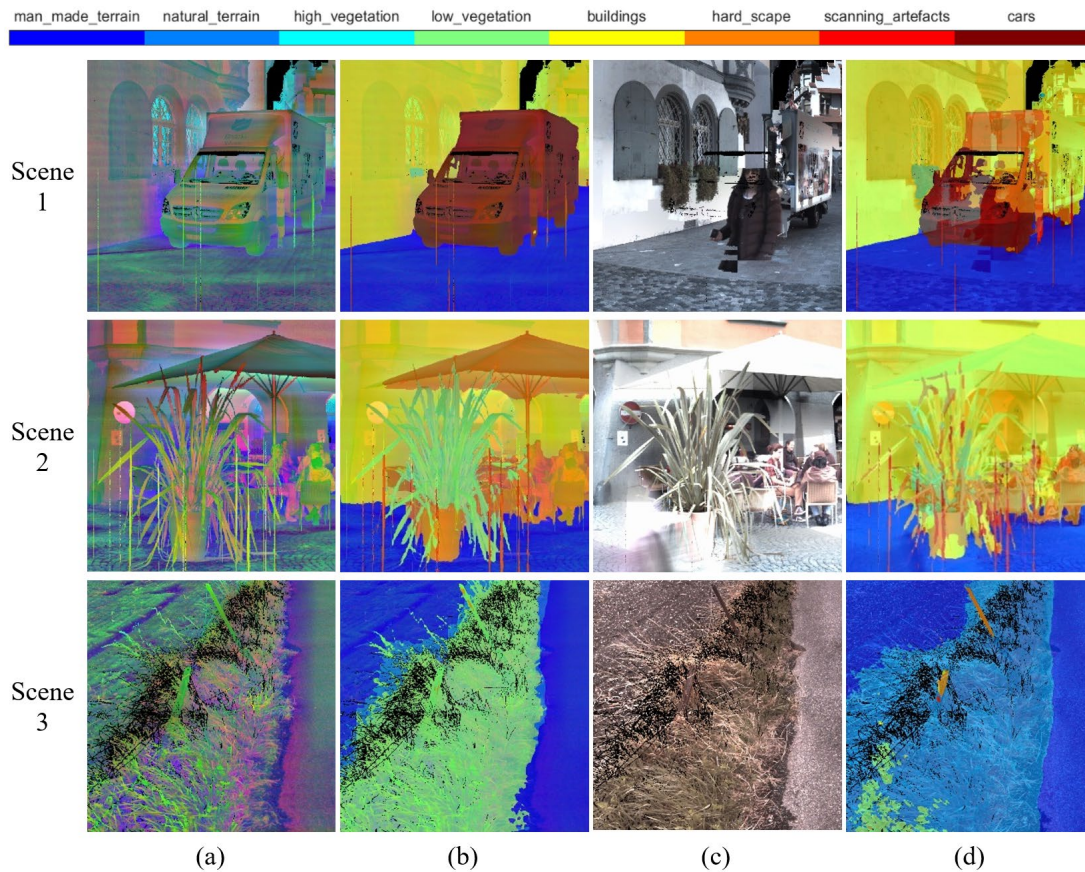 man_made_terrain natural_terrain high_vegetation low_vegetation buildings hard_scape scanning_artefacts cars
Scene
1
Scene
2
Scene
3
(a) (b) (c) (d)